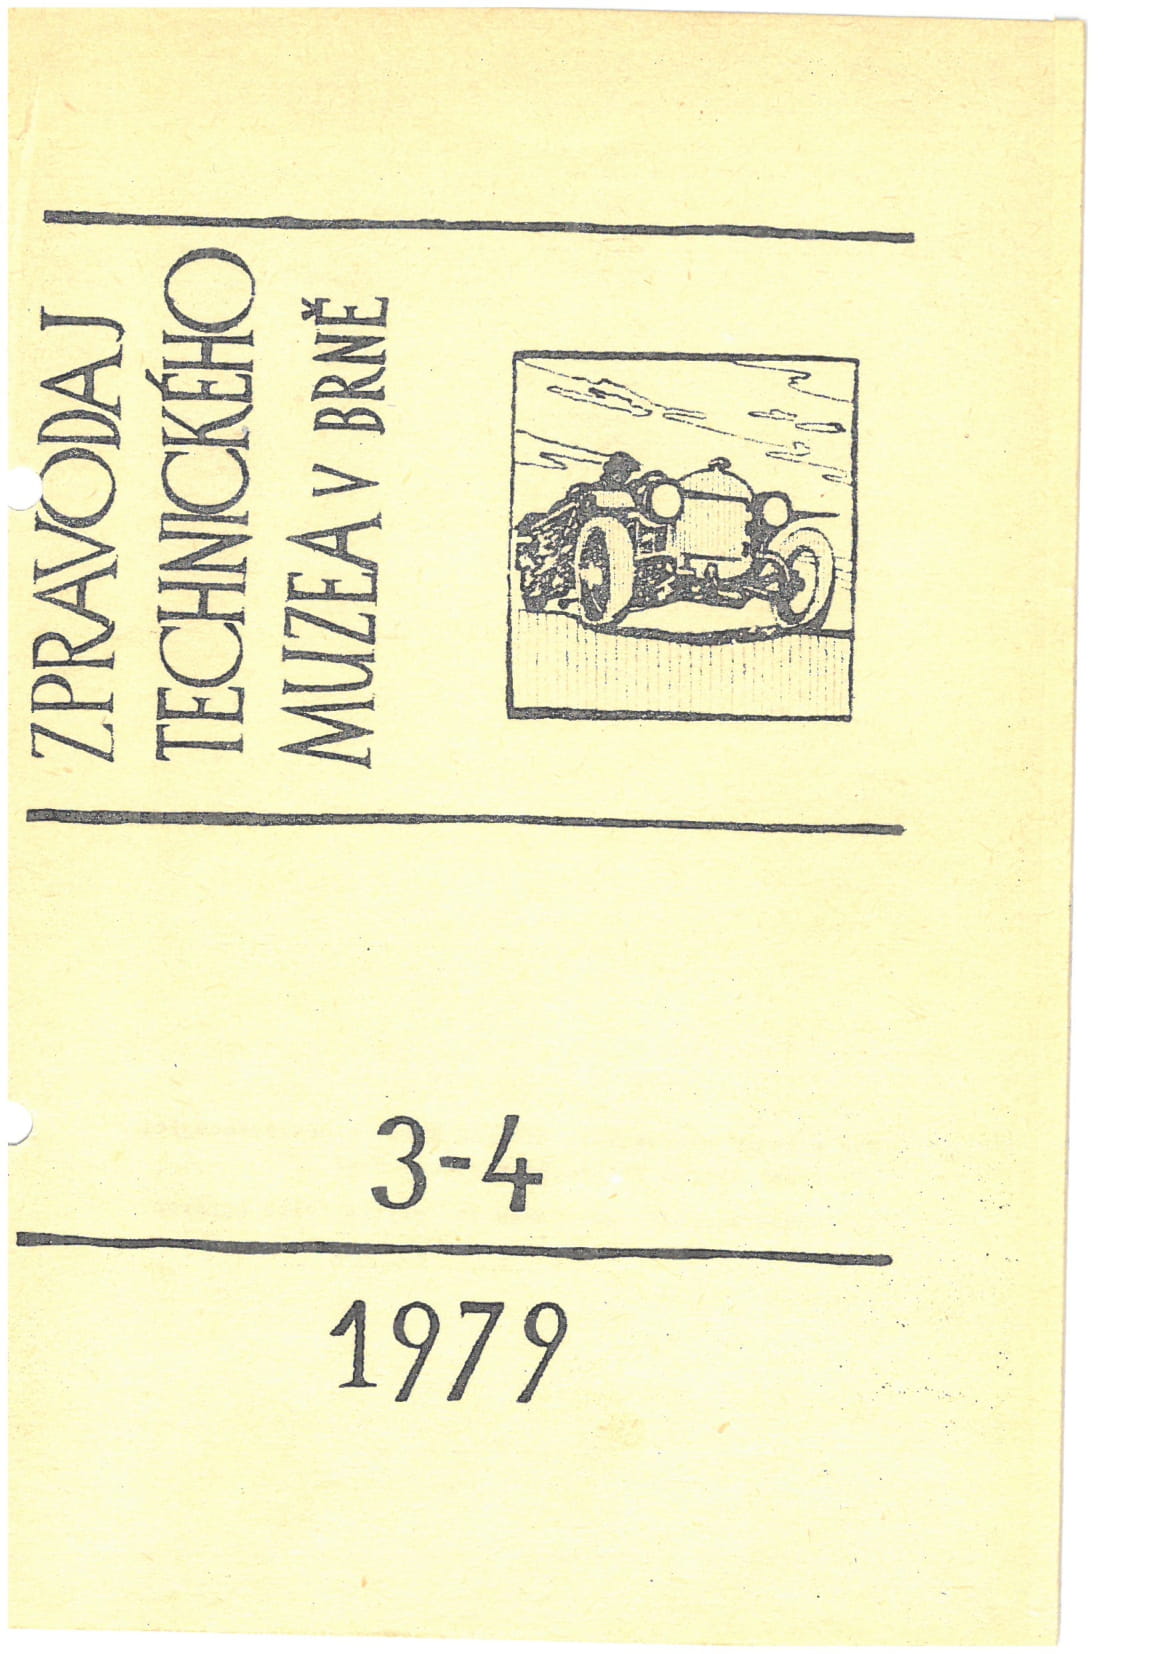 ZPRAVODAJ
TECHNICKÉHO
MUZEA V BRNĚ
3-4
1979